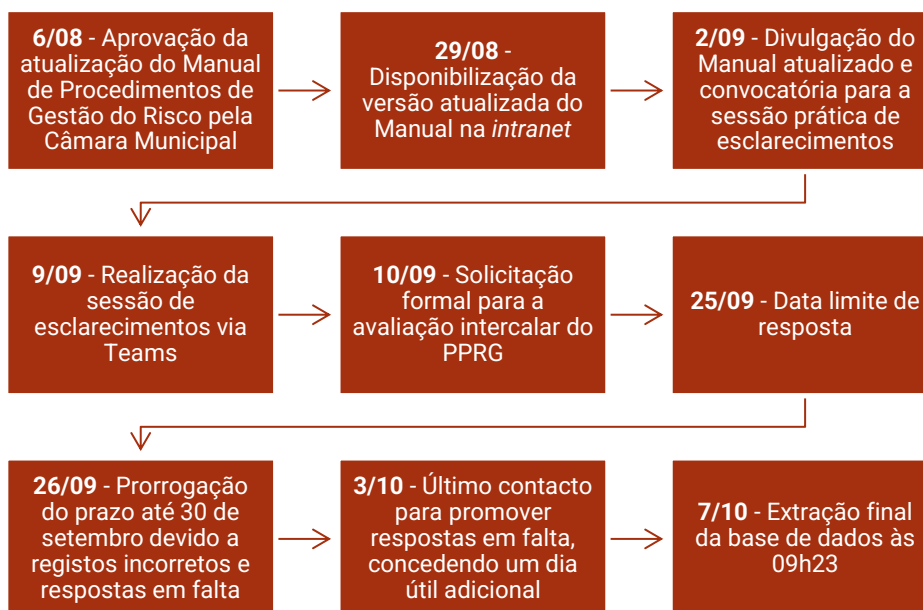 6/08 - Aprovação da
atualização do Manual
de Procedimentos de
Gestão do Risco pela
Câmara Municipal
29/08 -
Disponibilização da
versão atualizada do
Manual na intranet
2/09 - Divulgação do
Manual atualizado e
convocatória para a
sessão prática de
esclarecimentos
9/09 - Realização da
sessão de
esclarecimentos via
Teams
10/09 - Solicitação
formal para a
avaliação intercalar do
PPRG
25/09 - Data limite de
resposta
26/09 - Prorrogação
do prazo até 30 de
setembro devido a
registos incorretos e
respostas em falta
3/10 - Último contacto
para promover
respostas em falta,
concedendo um dia
útil adicional
7/10 - Extração final
da base de dados às
09h23